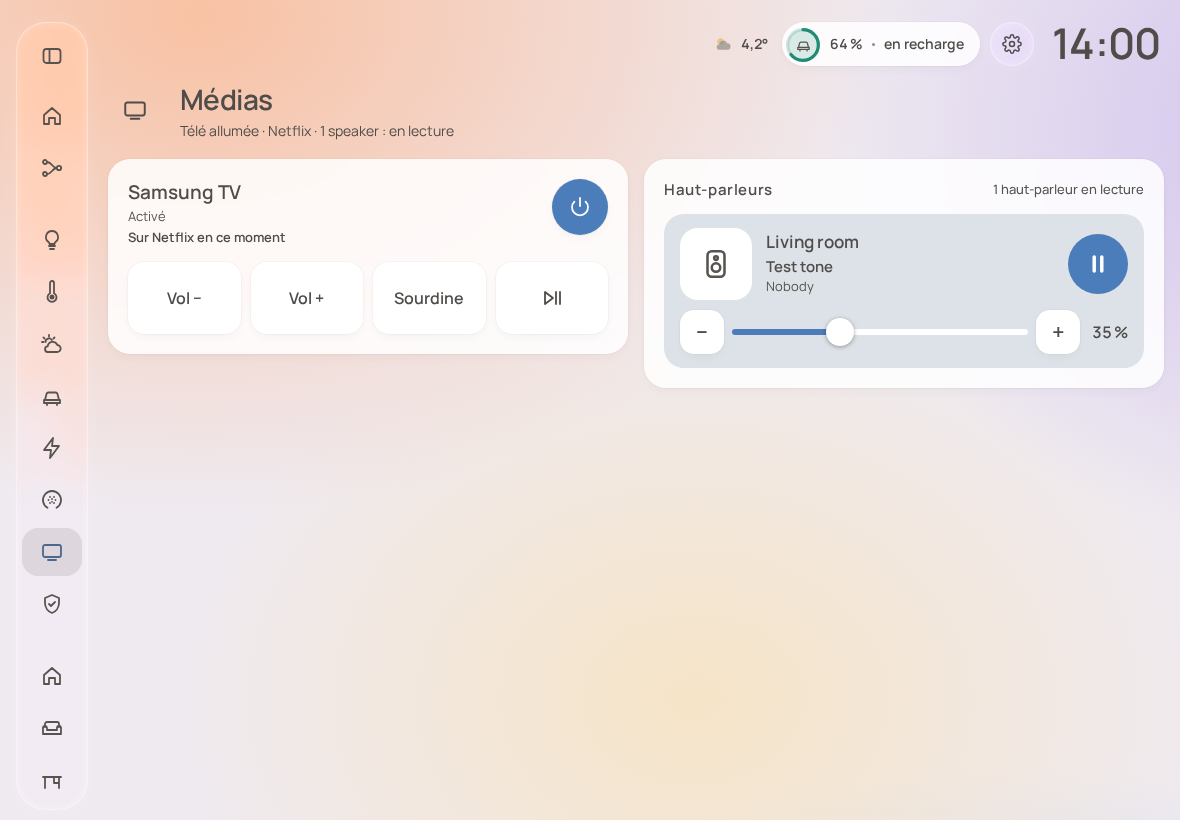 4,2°
64 % • en recharge
14:00
Médias
Télé allumée · Netflix · 1 speaker : en lecture
Samsung TV
Activé
Sur Netflix en ce moment
Vol −
Vol +
Sourdine
Haut-parleurs
1 haut-parleur en lecture
Living room
Test tone
Nobody
−
+
35 %